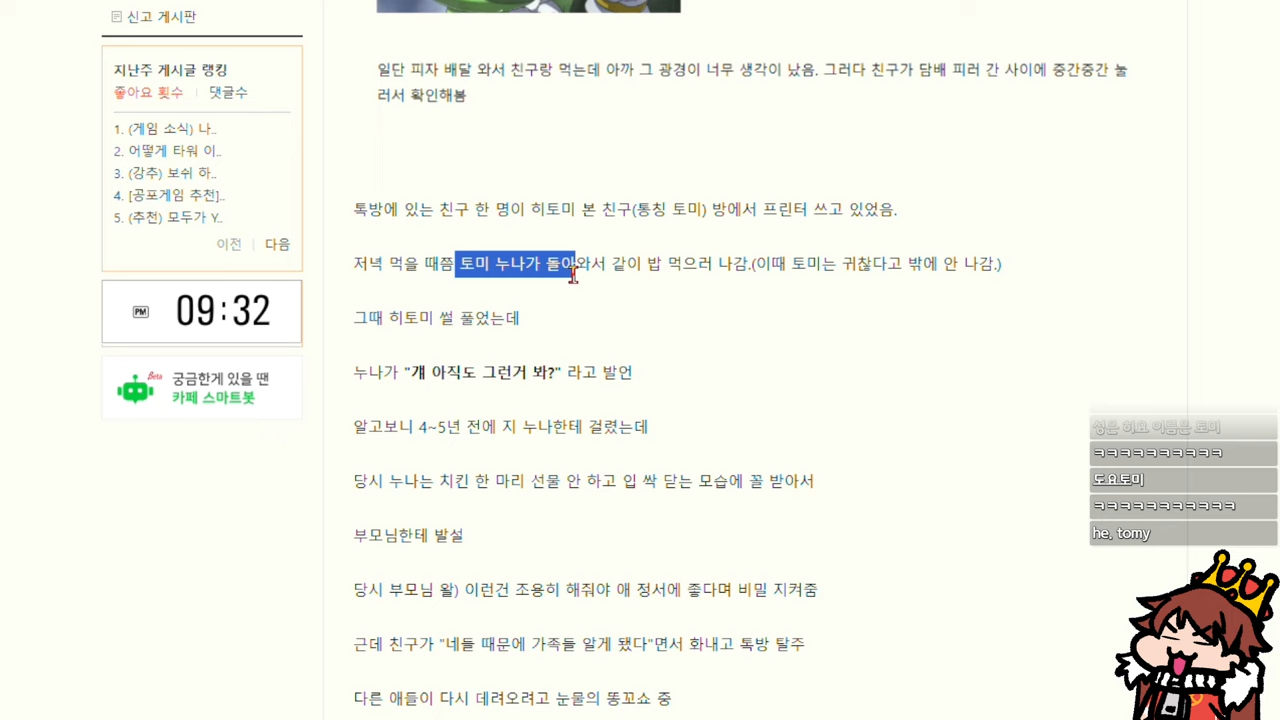 신고 게시판
지난주 게시글 랭킹
좋아요 횟수 | 댓글수
1. (게임 소식) 나..
2. 어떻게 타워 이..
3. (강추) 보쉬 하..
4. [공포게임 추천]..
5. (추천) 모두가 Y..
이전 | 다음
PM 09:32
Beta
궁금한게 있을 땐
카페 스마트봇
일단 피자 배달 와서 친구랑 먹는데 아까 그 광경이 너무 생각이 났음. 그러다 친구가 담배 피러 간 사이에 중간중간 눌
러서 확인해봄
톡방에 있는 친구 한 명이 히토미 본 친구(통칭 토미) 방에서 프린터 쓰고 있었음.
저녁 먹을 때쯤 토미 누나가 돌아와서 같이 밥 먹으러 나감.(이때 토미는 귀찮다고 밖에 안 나감.)
그때 히토미 썰 풀었는데
누나가 "걔 아직도 그런거 봐?" 라고 발언
알고보니 4~5년 전에 지 누나한테 걸렸는데
당시 누나는 치킨 한 마리 선물 안 하고 입 싹 닫는 모습에 꼴 받아서
부모님한테 발설
당시 부모님 왈) 이런건 조용히 해줘야 애 정서에 좋다며 비밀 지켜줌
근데 친구가 "네들 때문에 가족들 알게 됐다"면서 화내고 톡방 탈주
다른 애들이 다시 데려오려고 눈물의 똥꼬쇼 중
성은 히요 이름은 토미
ㅋㅋㅋㅋㅋㅋㅋㅋㅋㅋ
도요토미
ㅋㅋㅋㅋㅋㅋㅋㅋㅋㅋㅋ
he, tomy